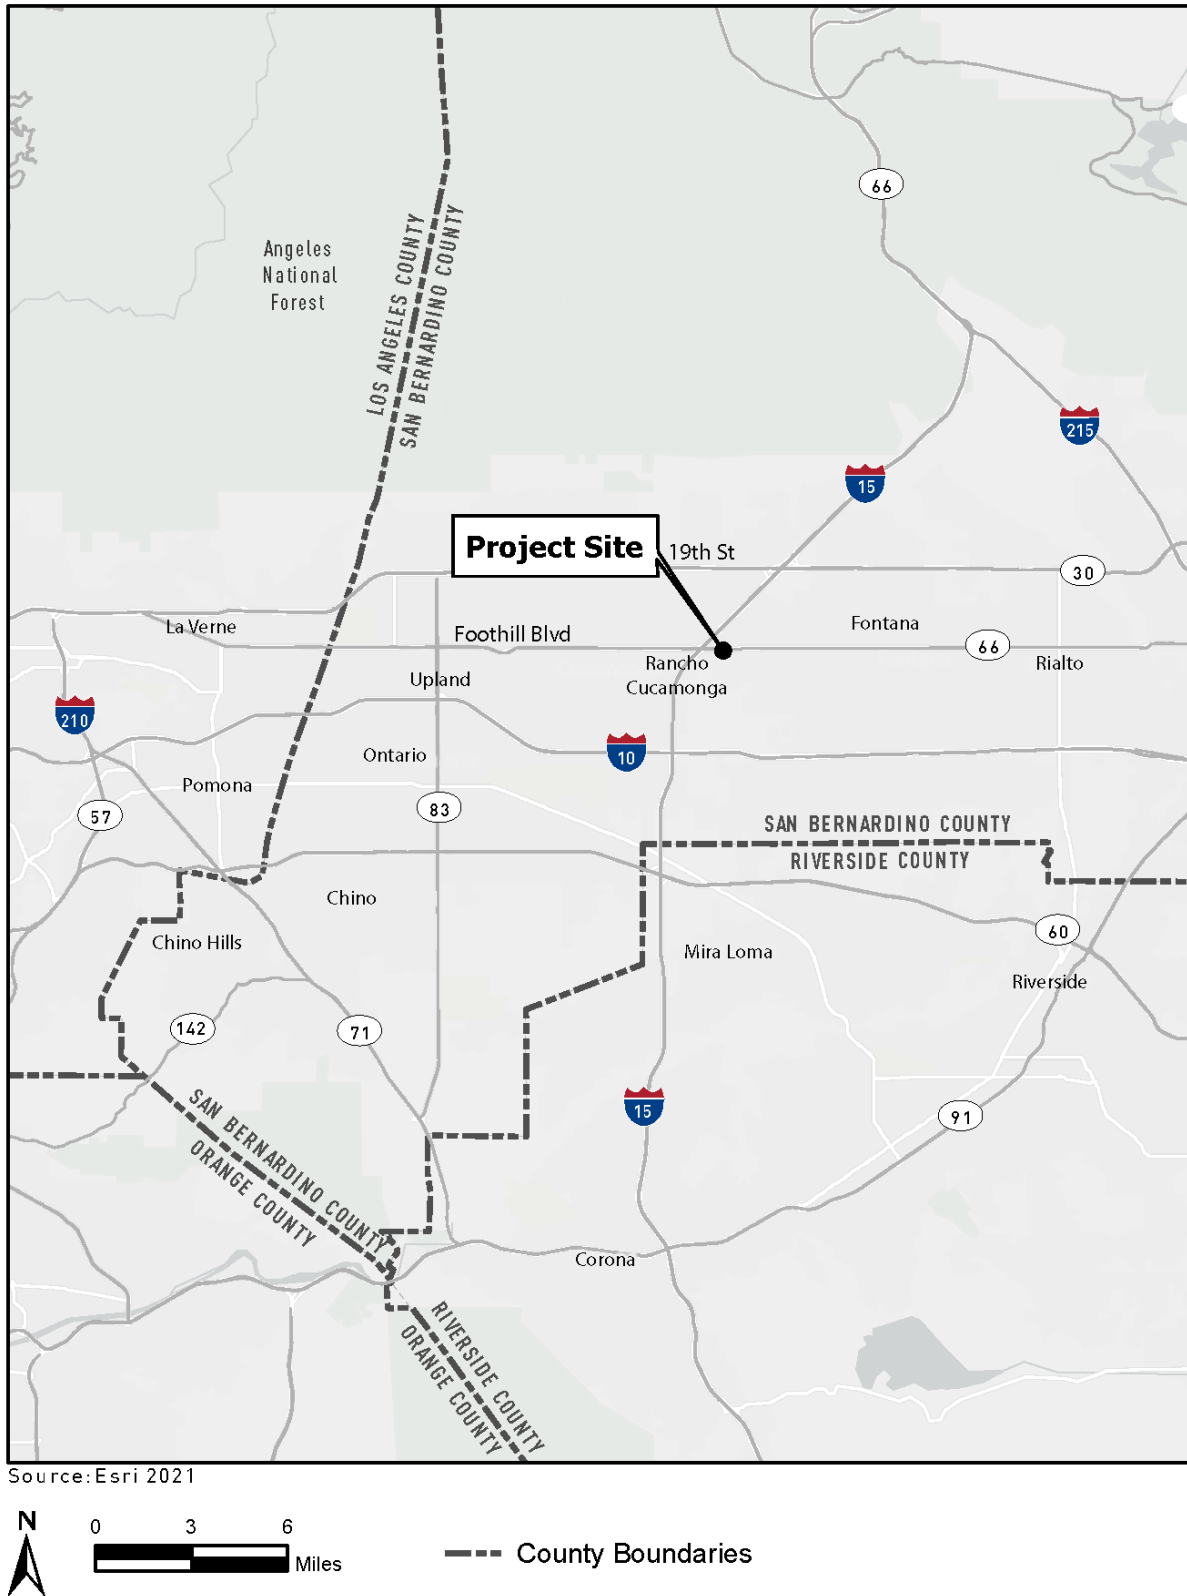 66
Angeles
National
Forest
LOS ANGELES COUNTY
SAN BERNARDINO COUNTY
215
15
Project Site
19th St
30
La Verne
Foothill Blvd
Fontana
66
Rancho
Cucamonga
Rialto
Upland
210
Ontario
10
Pomona
57
83
SAN BERNARDINO COUNTY
RIVERSIDE COUNTY
Chino
Chino Hills
60
Mira Loma
Riverside
142
71
15
91
SAN BERNARDINO COUNTY
ORANGE COUNTY
Corona
RIVERSIDE COUNTY
ORANGE COUNTY
Source:Esri 2021
N
0 3 6
Miles
County Boundaries